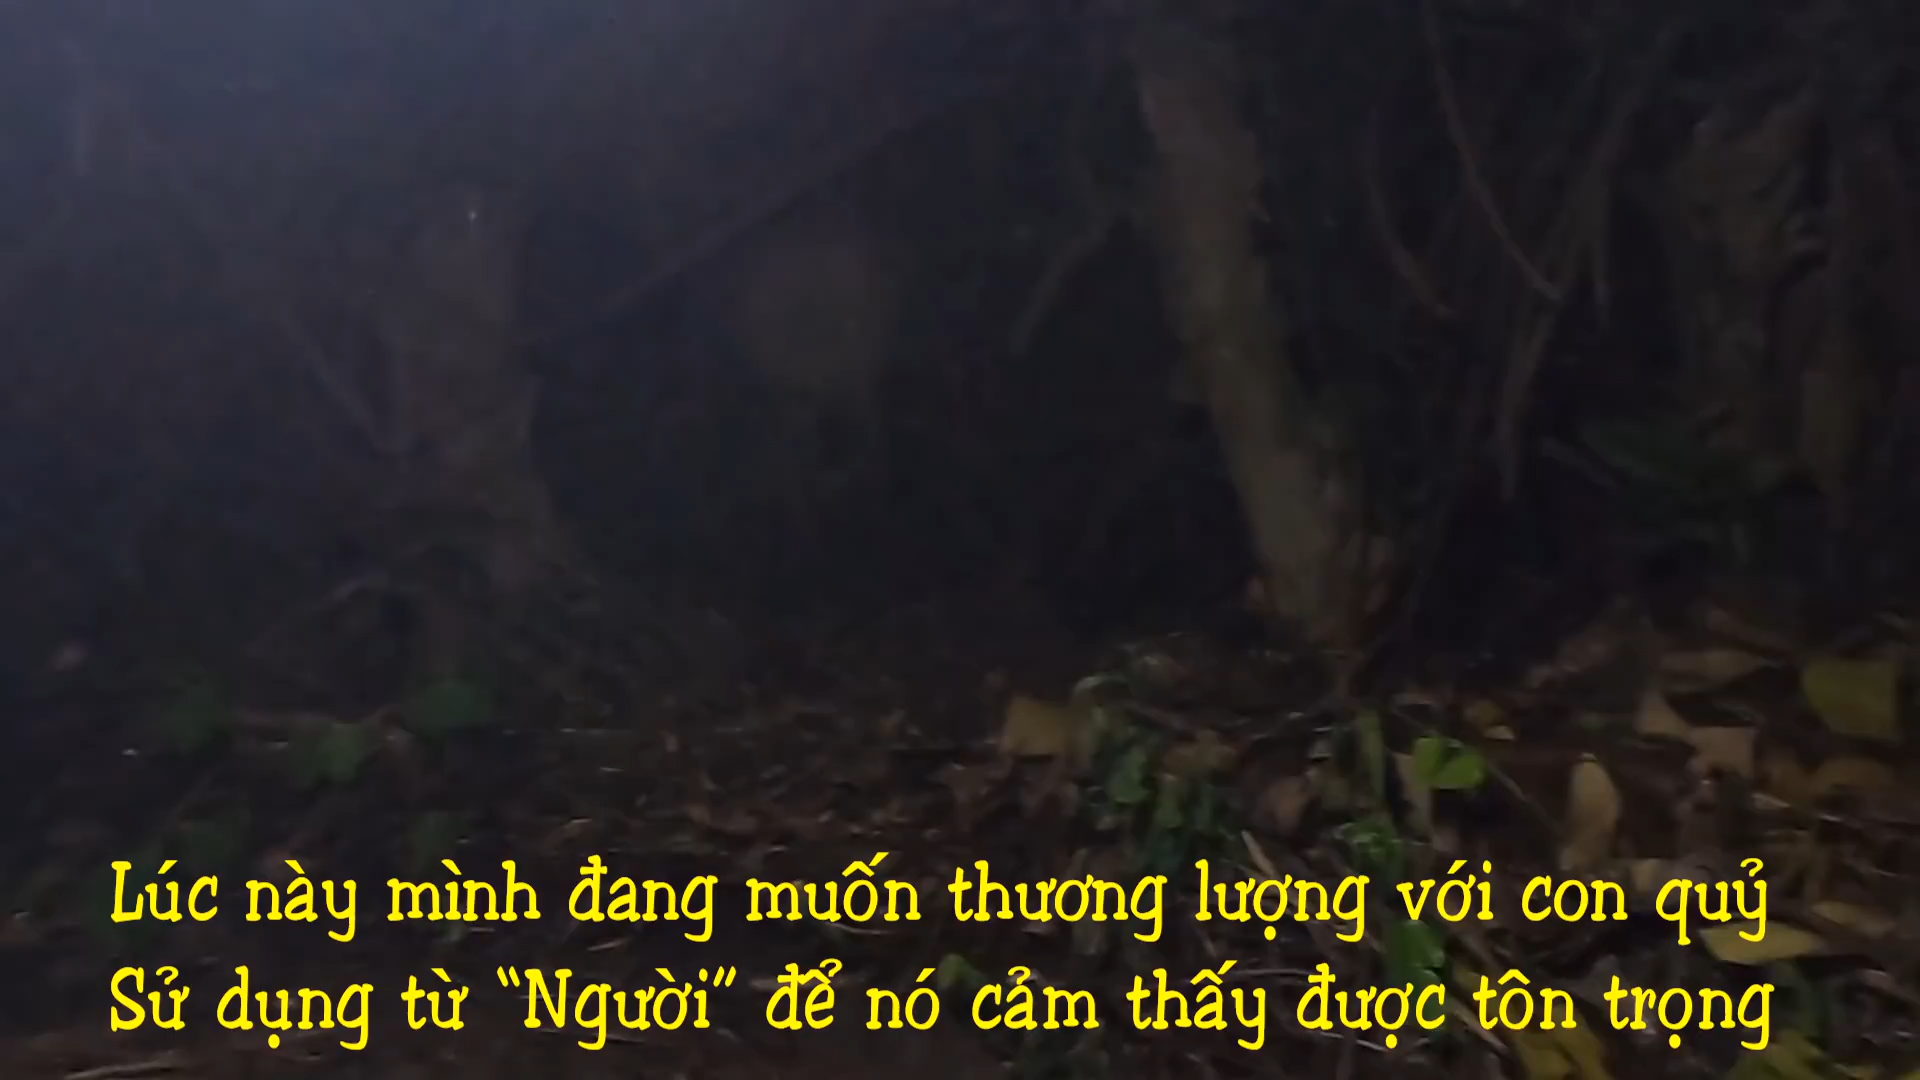 Lúc này mình đang muốn thương lượng với con quỷ
Sử dụng từ “Người” để nó cảm thấy được tôn trọng